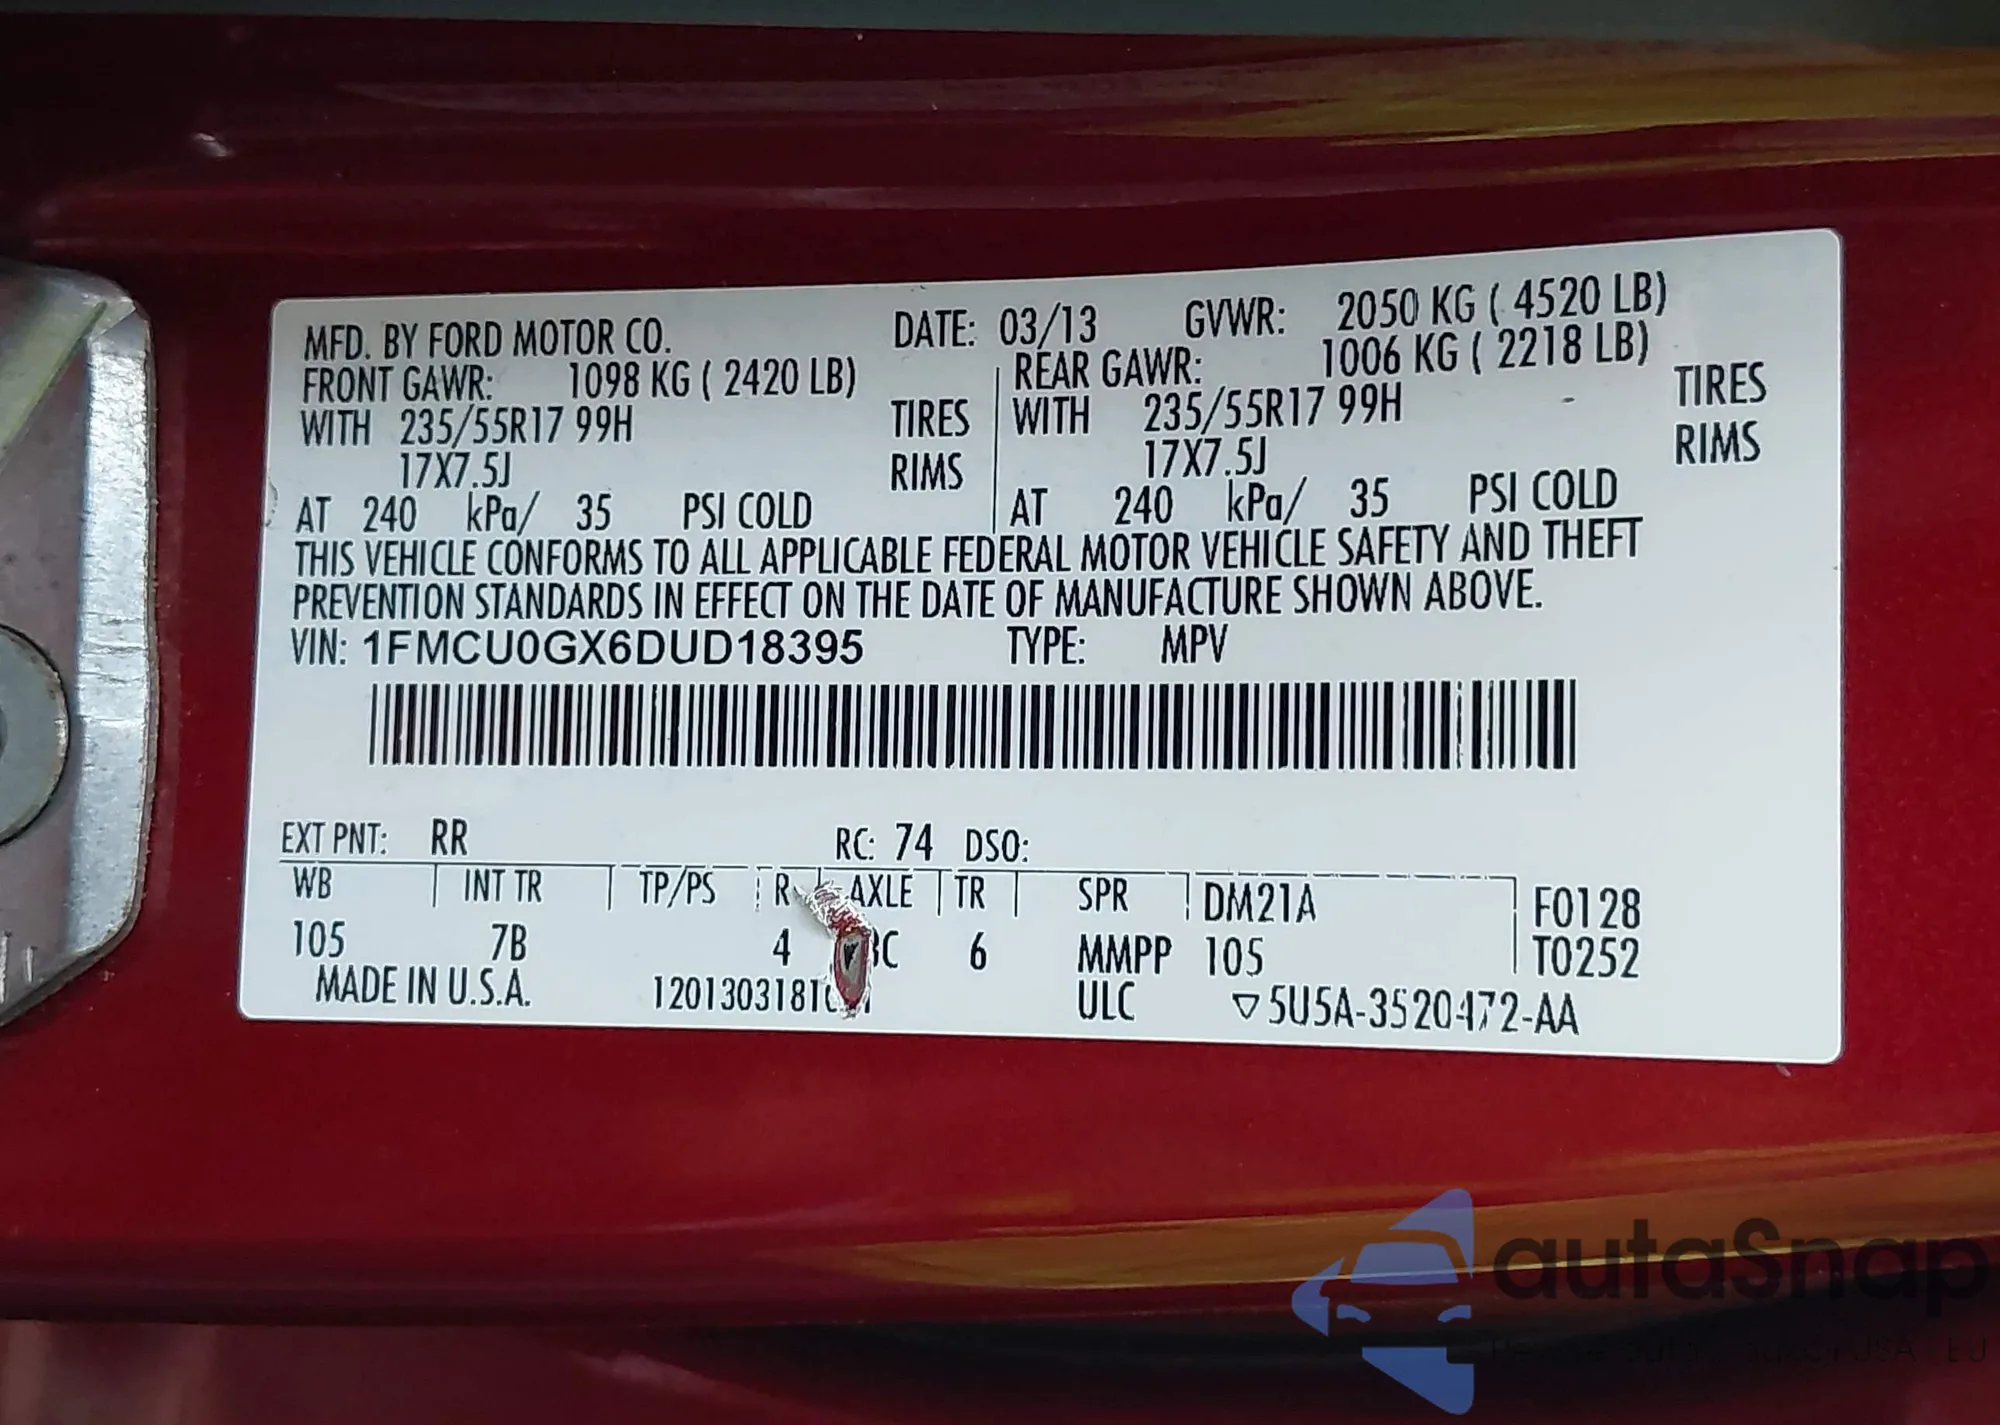 MFD. BY FORD MOTOR CO. DATE: 03/13 GVWR: 2050 KG ( 4520 LB)
FRONT GAWR: 1098 KG ( 2420 LB) REAR GAWR: 1006 KG ( 2218 LB)
WITH 235/55R17 99H TIRES WITH 235/55R17 99H TIRES
17X7.5J RIMS 17X7.5J RIMS
AT 240 kPa/ 35 PSI COLD AT 240 kPa/ 35 PSI COLD
THIS VEHICLE CONFORMS TO ALL APPLICABLE FEDERAL MOTOR VEHICLE SAFETY AND THEFT
PREVENTION STANDARDS IN EFFECT ON THE DATE OF MANUFACTURE SHOWN ABOVE.
VIN: 1FMCU0GX6DUD18395 TYPE: MPV
EXT PNT: RR RC: 74 DSO:
WB INT TR TP/PS R AXLE TR SPR DM21A F0128
105 7B 4 C 6 MMPP 105 T0252
MADE IN U.S.A. ULC ▽5U5A-3520472-AA
autaSnap